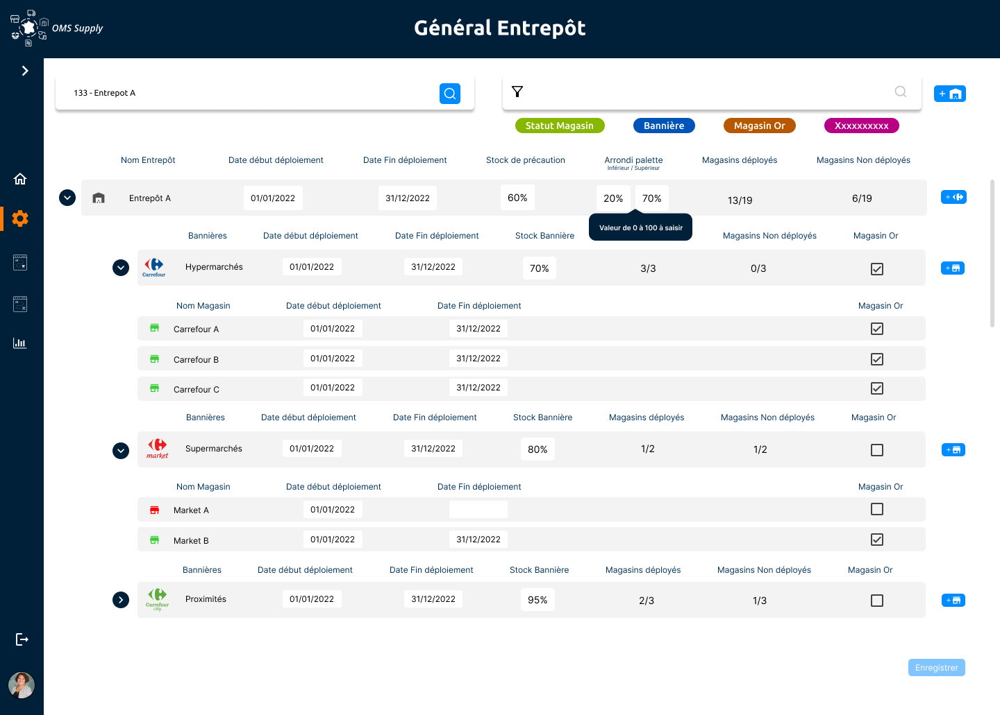 OMS Supply
Général Entrepôt
133 - Entrepot A
+
Statut Magasin Bannière Magasin Or Xxxxxxxxxx
Nom Entrepôt Date début déploiement Date Fin déploiement Stock de précaution Arrondi palette Magasins déployés Magasins Non déployés
Inférieur / Supérieur
Entrepôt A 01/01/2022 31/12/2022 60% 20% 70% 13/19 6/19 +
Valeur de 0 à 100 à saisir
Bannières Date début déploiement Date Fin déploiement Stock Bannière Magasins Non déployés Magasin Or
Carrefour Hypermarchés 01/01/2022 31/12/2022 70% 3/3 0/3 +
Nom Magasin Date début déploiement Date Fin déploiement Magasin Or
Carrefour A 01/01/2022 31/12/2022
Carrefour B 01/01/2022 31/12/2022
Carrefour C 01/01/2022 31/12/2022
Bannières Date début déploiement Date Fin déploiement Stock Bannière Magasins déployés Magasins Non déployés Magasin Or
market Supermarchés 01/01/2022 31/12/2022 80% 1/2 1/2 +
Nom Magasin Date début déploiement Date Fin déploiement Magasin Or
Market A 01/01/2022
Market B 01/01/2022 31/12/2022
Bannières Date début déploiement Date Fin déploiement Stock Bannière Magasins déployés Magasins Non déployés Magasin Or
Carrefour city Proximités 01/01/2022 31/12/2022 95% 2/3 1/3 +
Enregistrer